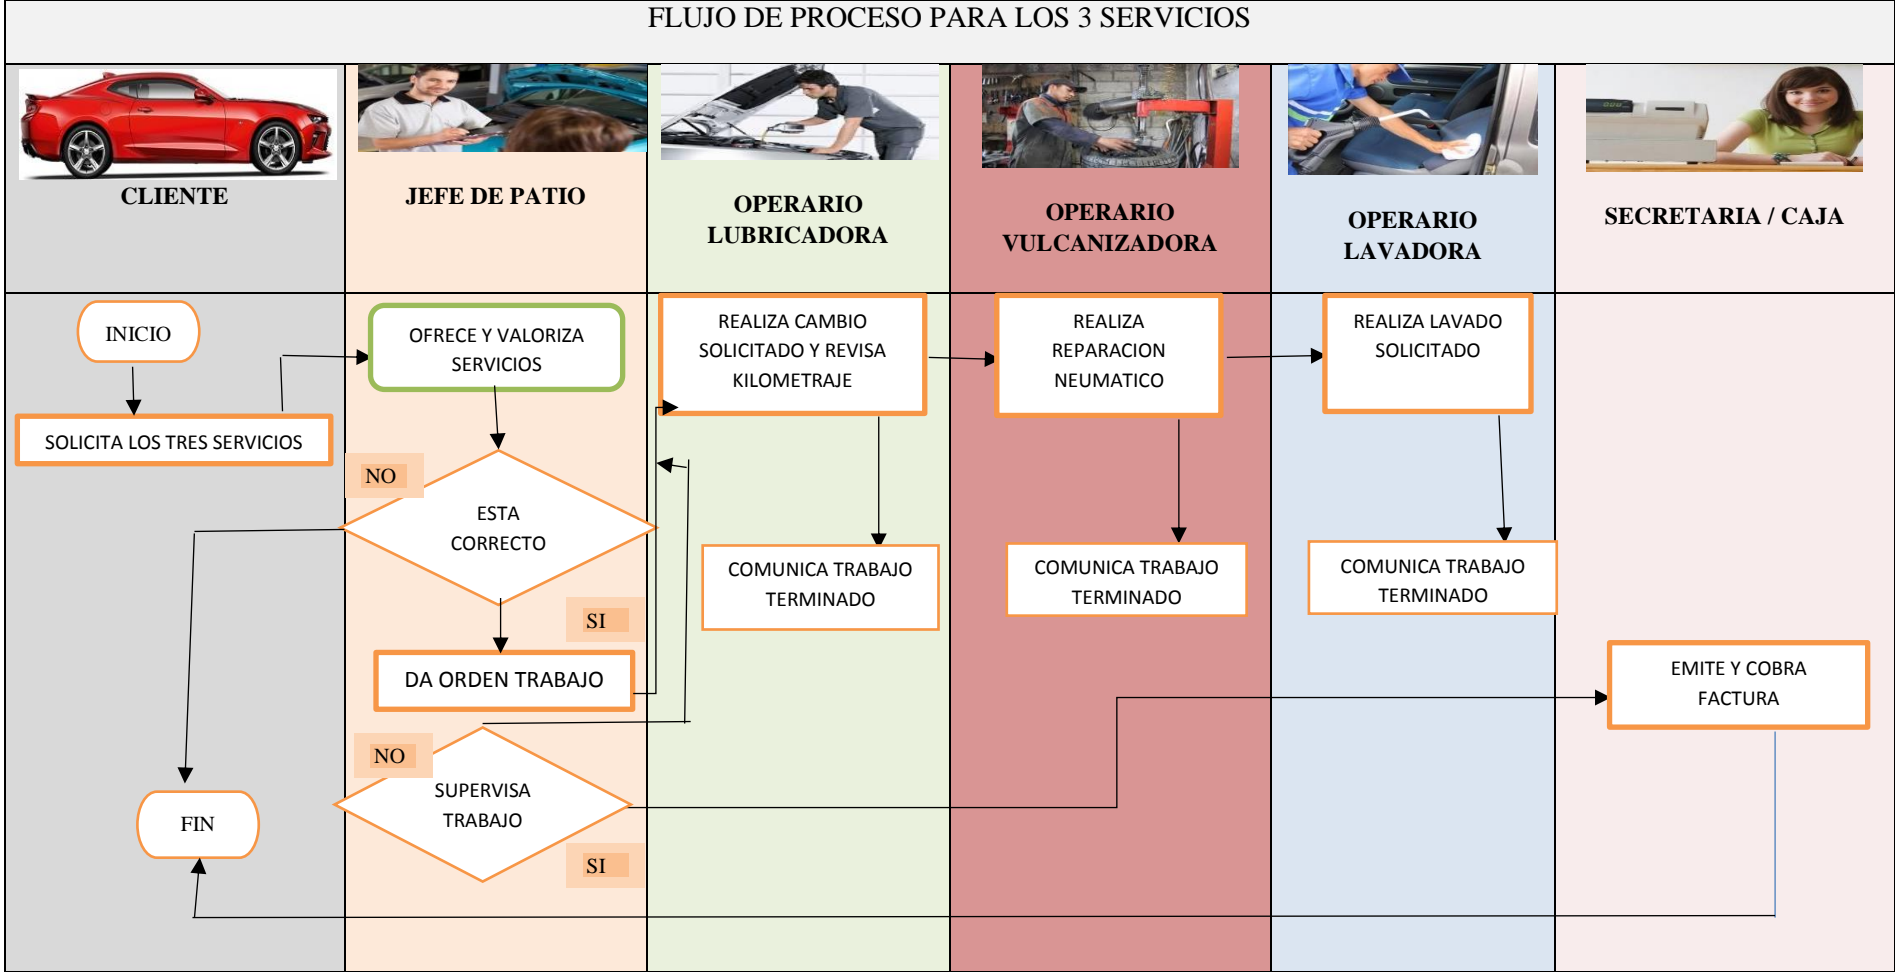 FLUJO DE PROCESO PARA LOS 3 SERVICIOS
CLIENTE
JEFE DE PATIO
OPERARIO
LUBRICADORA
OPERARIO
VULCANIZADORA
OPERARIO
LAVADORA
SECRETARIA / CAJA
INICIO
SOLICITA LOS TRES SERVICIOS
OFRECE Y VALORIZA
SERVICIOS
REALIZA CAMBIO
SOLICITADO Y REVISA
KILOMETRAJE
REALIZA
REPARACION
NEUMATICO
REALIZA LAVADO
SOLICITADO
NO
ESTA
CORRECTO
SI
COMUNICA TRABAJO
TERMINADO
COMUNICA TRABAJO
TERMINADO
COMUNICA TRABAJO
TERMINADO
DA ORDEN TRABAJO
EMITE Y COBRA
FACTURA
NO
SUPERVISA
TRABAJO
SI
FIN